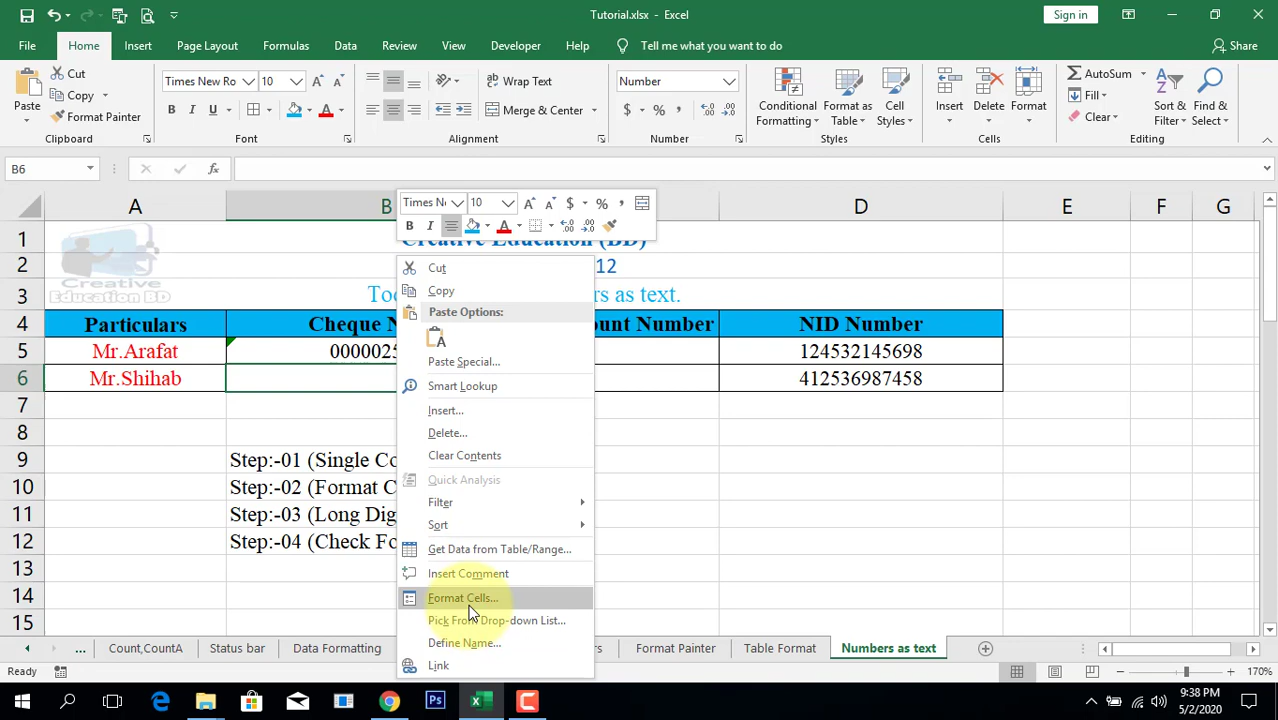 Tutorial.xlsx - Excel
Sign in
File Home Insert Page Layout Formulas Data Review View Developer Help Tell me what you want to do Share
Paste
Cut
Copy
Format Painter
Clipboard
Times New Ro 10
B I U
Font
Wrap Text
Merge & Center
Alignment
Number
$ % ,
Number
Conditional Formatting
Format as Table
Cell Styles
Styles
Insert
Delete
Format
Cells
AutoSum
Fill
Clear
Sort & Filter
Find & Select
Editing
B6
fx
A B D E F G
Times N 10 $ % ,
B I A
1 Creative Education (BD)
2 12
Creative
Education BD
3 rs as text.
4 Particulars Cheque N ount Number NID Number
5 Mr.Arafat 0000025 124532145698
6 Mr.Shihab 412536987458
7
8
9 Step:-01 (Single Co
10 Step:-02 (Format C
11 Step:-03 (Long Dig
12 Step:-04 (Check Fo
13
14
15
Cut
Copy
Paste Options:
A
Paste Special...
Smart Lookup
Insert...
Delete...
Clear Contents
Quick Analysis
Filter
Sort
Get Data from Table/Range...
Insert Comment
Format Cells...
Pick From Drop-down List...
Define Name...
Link
... Count,CountA Status bar Data Formatting rs Format Painter Table Format Numbers as text
Ready
170%
Ps
9:38 PM
5/2/2020